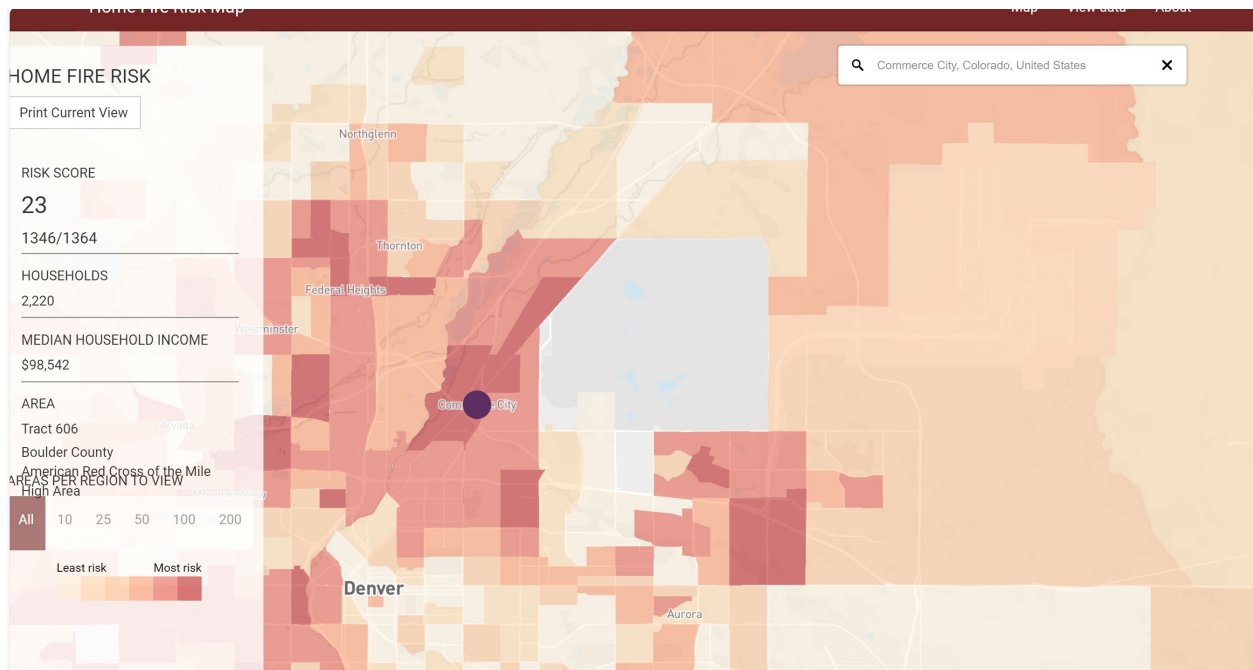 Home Fire Risk Map
Map View data About
HOME FIRE RISK
Print Current View
RISK SCORE
23
1346/1364
HOUSEHOLDS
2,220
MEDIAN HOUSEHOLD INCOME
$98,542
AREA
Tract 606
Boulder County
American Red Cross of the Mile
High Area
AREAS PER REGION TO VIEW
All 10 25 50 100 200
Least risk Most risk
Commerce City, Colorado, United States
Northglenn
Thornton
Federal Heights
Westminster
Arvada
Com e City
Denver
Aurora